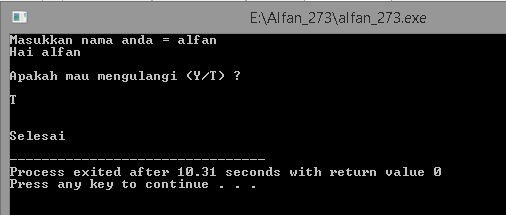 E:\Alfan_273\alfan_273.exe
Masukkan nama anda = alfan
Hai alfan
Apakah mau mengulangi (Y/T) ?
T
Selesai
--------------------------------
Process exited after 10.31 seconds with return value 0
Press any key to continue . . .